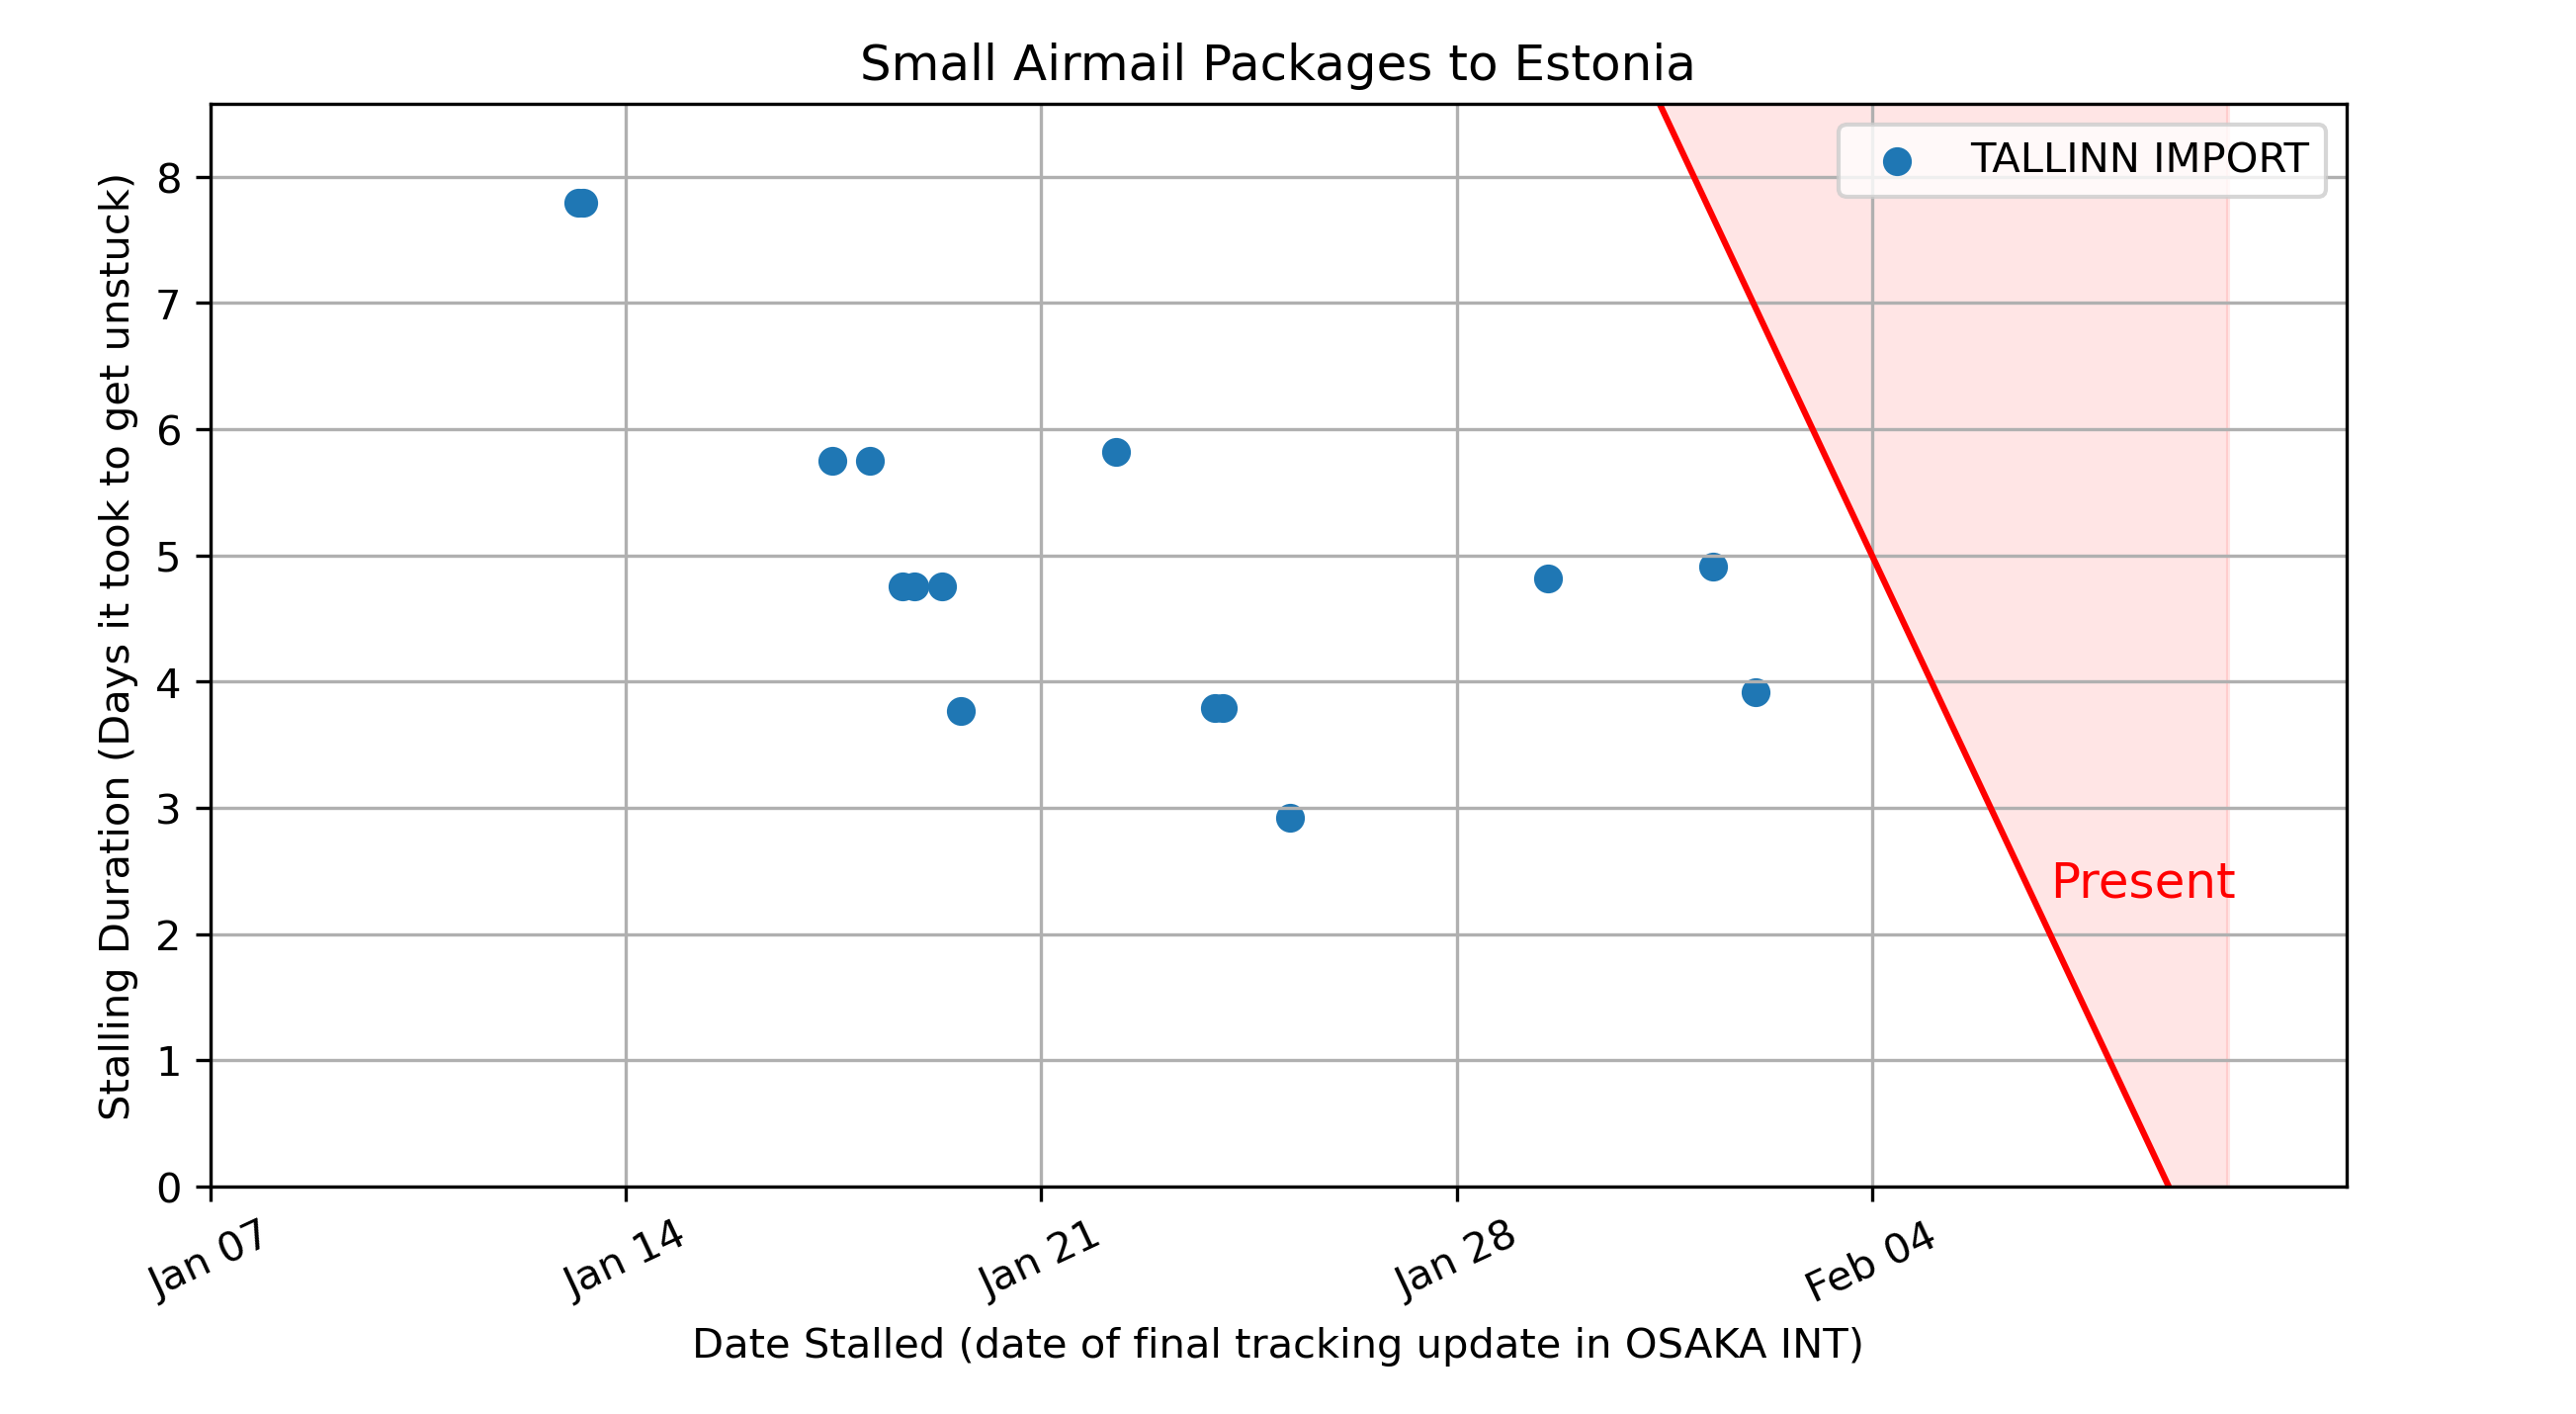 Small Airmail Packages to Estonia
TALLINN IMPORT
Stalling Duration (Days it took to get unstuck)
8
7
6
5
4
3
2
1
0
Present
Jan 07
Jan 14
Jan 21
Jan 28
Feb 04
Date Stalled (date of final tracking update in OSAKA INT)